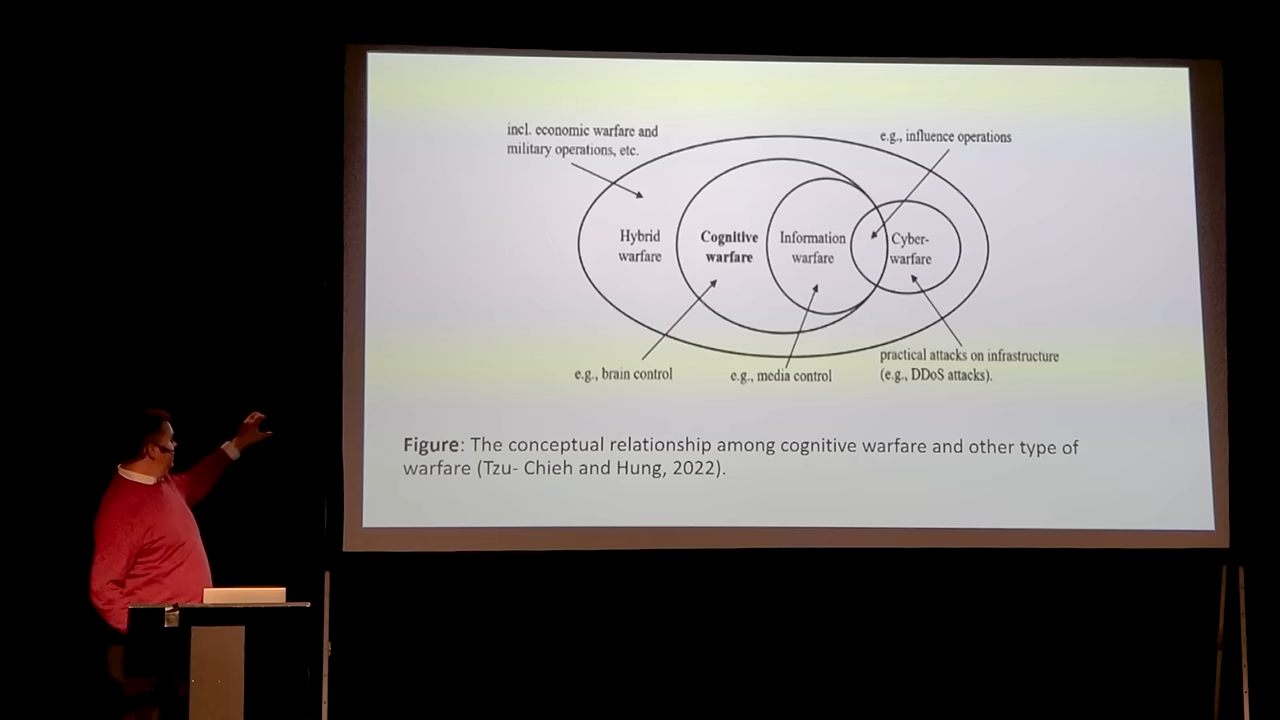 incl. economic warfare and
military operations, etc.
e.g., influence operations
Hybrid
warfare
Cognitive
warfare
Information
warfare
Cyber-
warfare
e.g., brain control
e.g., media control
practical attacks on infrastructure
(e.g., DDoS attacks).
Figure: The conceptual relationship among cognitive warfare and other type of
warfare (Tzu- Chieh and Hung, 2022).